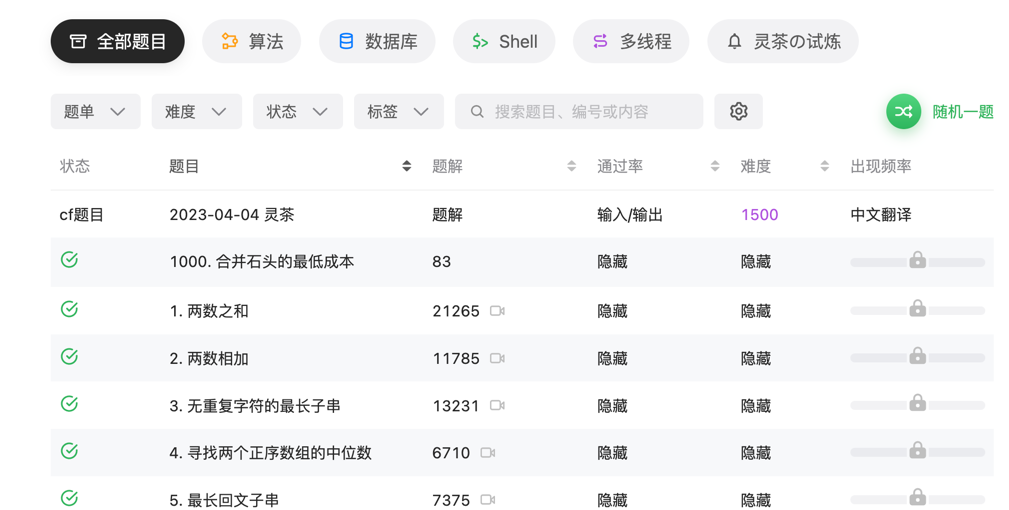 全部题目 算法 数据库 $> Shell 多线程 灵茶の试炼
题单 难度 状态 标签 搜索题目、编号或内容 随机一题
状态 题目 题解 通过率 难度 出现频率
cf题目 2023-04-04 灵茶 题解 输入/输出 1500 中文翻译
1000. 合并石头的最低成本 83 隐藏 隐藏
1. 两数之和 21265 隐藏 隐藏
2. 两数相加 11785 隐藏 隐藏
3. 无重复字符的最长子串 13231 隐藏 隐藏
4. 寻找两个正序数组的中位数 6710 隐藏 隐藏
5. 最长回文子串 7375 隐藏 隐藏